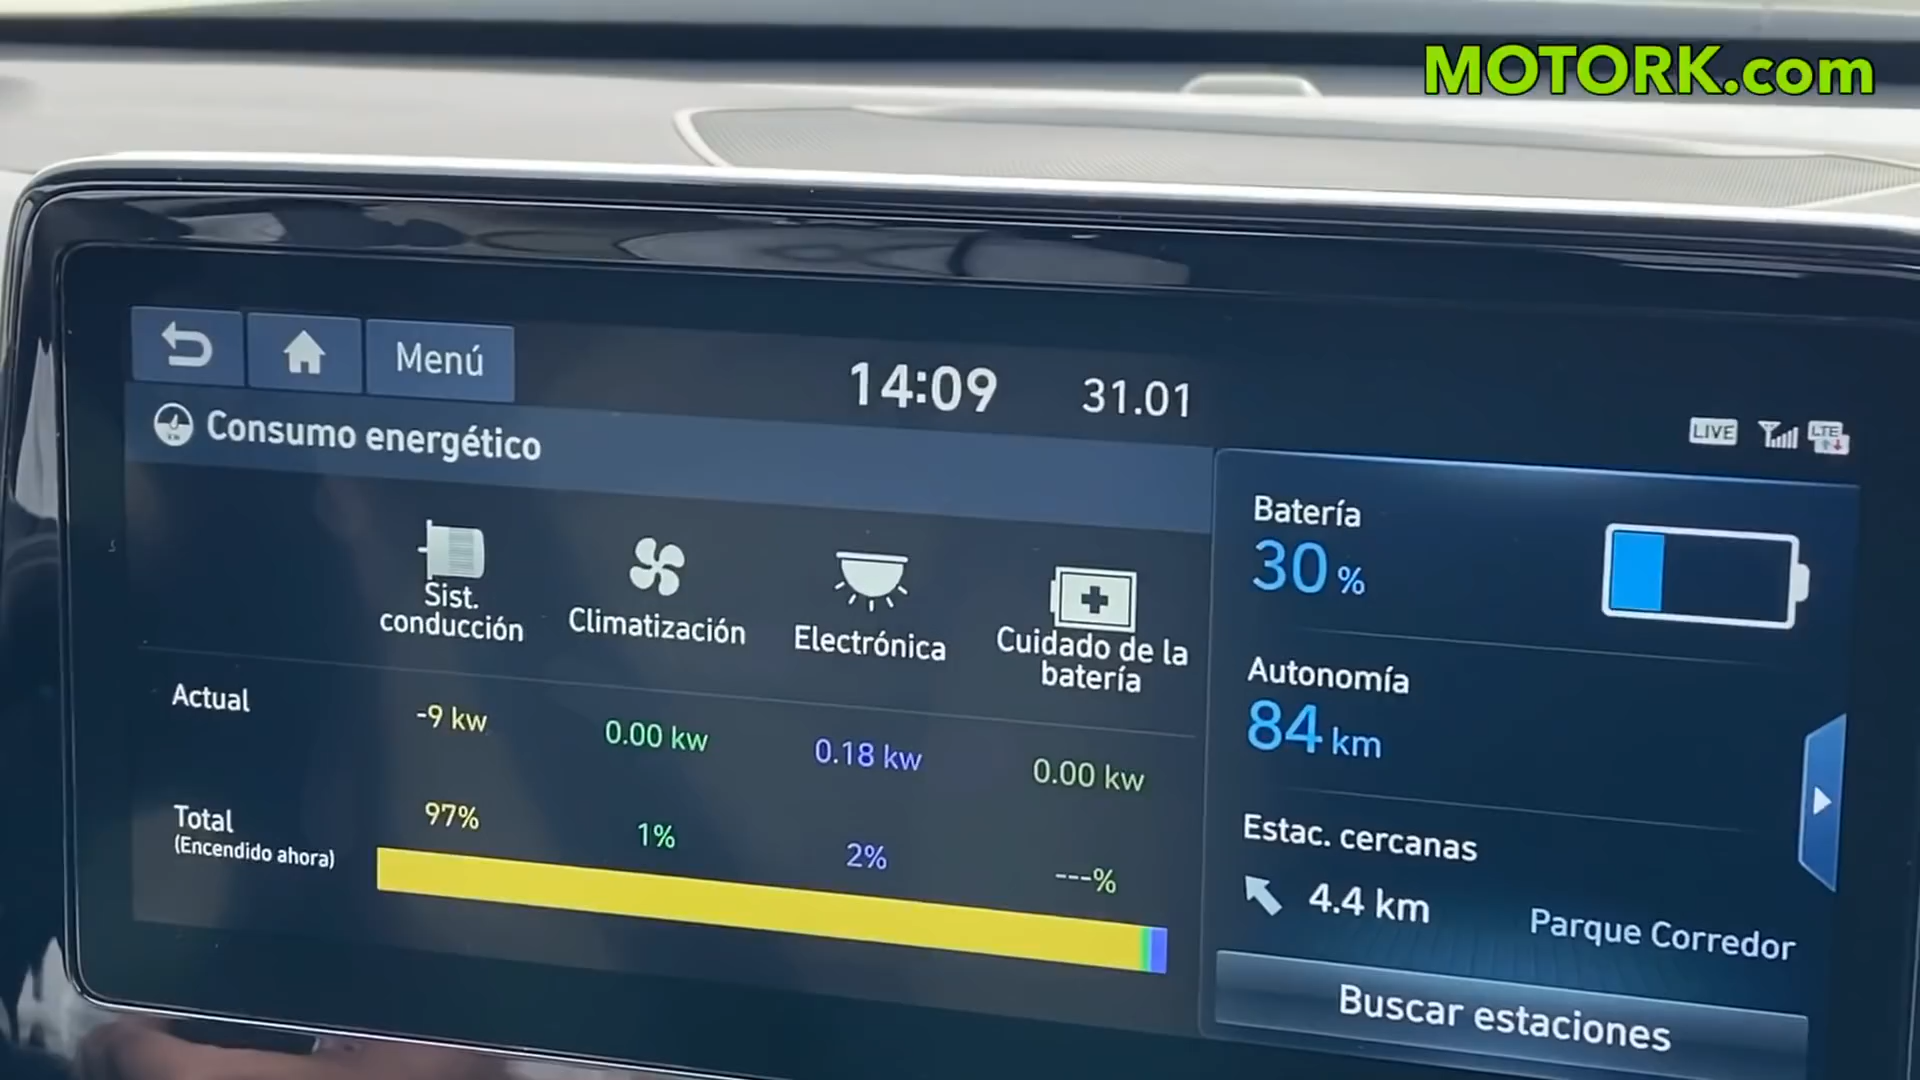 MOTORK.com
Menú
14:09
31.01
LIVE
LTE
Consumo energético
Sist.
conducción
Climatización
Electrónica
Cuidado de la
batería
Actual
-9 kw
0.00 kw
0.18 kw
0.00 kw
Total
(Encendido ahora)
97%
1%
2%
---%
Batería
30 %
Autonomía
84 km
Estac. cercanas
4.4 km
Parque Corredor
Buscar estaciones